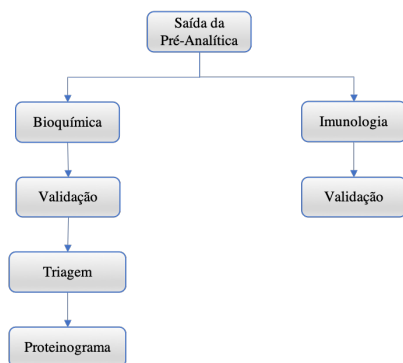 Saída da
Pré-Analítica
Bioquímica
Imunologia
Validação
Validação
Triagem
Proteinograma